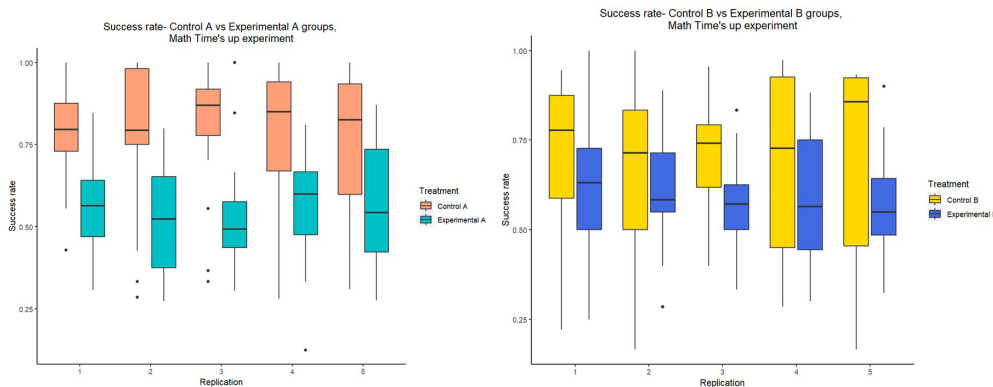 Success rate- Control A vs Experimental A groups,
Math Time's up experiment
Success rate
1.00
0.75
0.50
0.25
1
2
3
4
5
Replication
Treatment
Control A
Experimental A
Success rate- Control B vs Experimental B groups,
Math Time's up experiment
Success rate
1.00
0.75
0.50
0.25
1
2
3
4
5
Replication
Treatment
Control B
Experimental